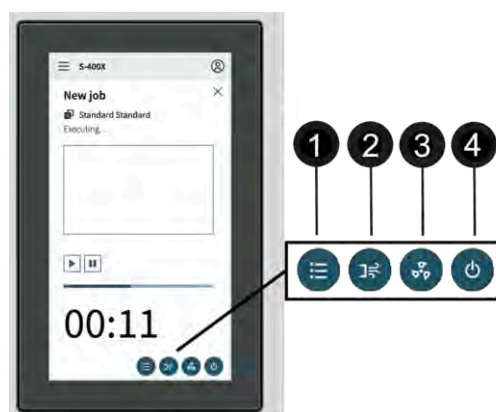 S-400X
New job
Standard Standard
Executing...
00:11
1 2 3 4